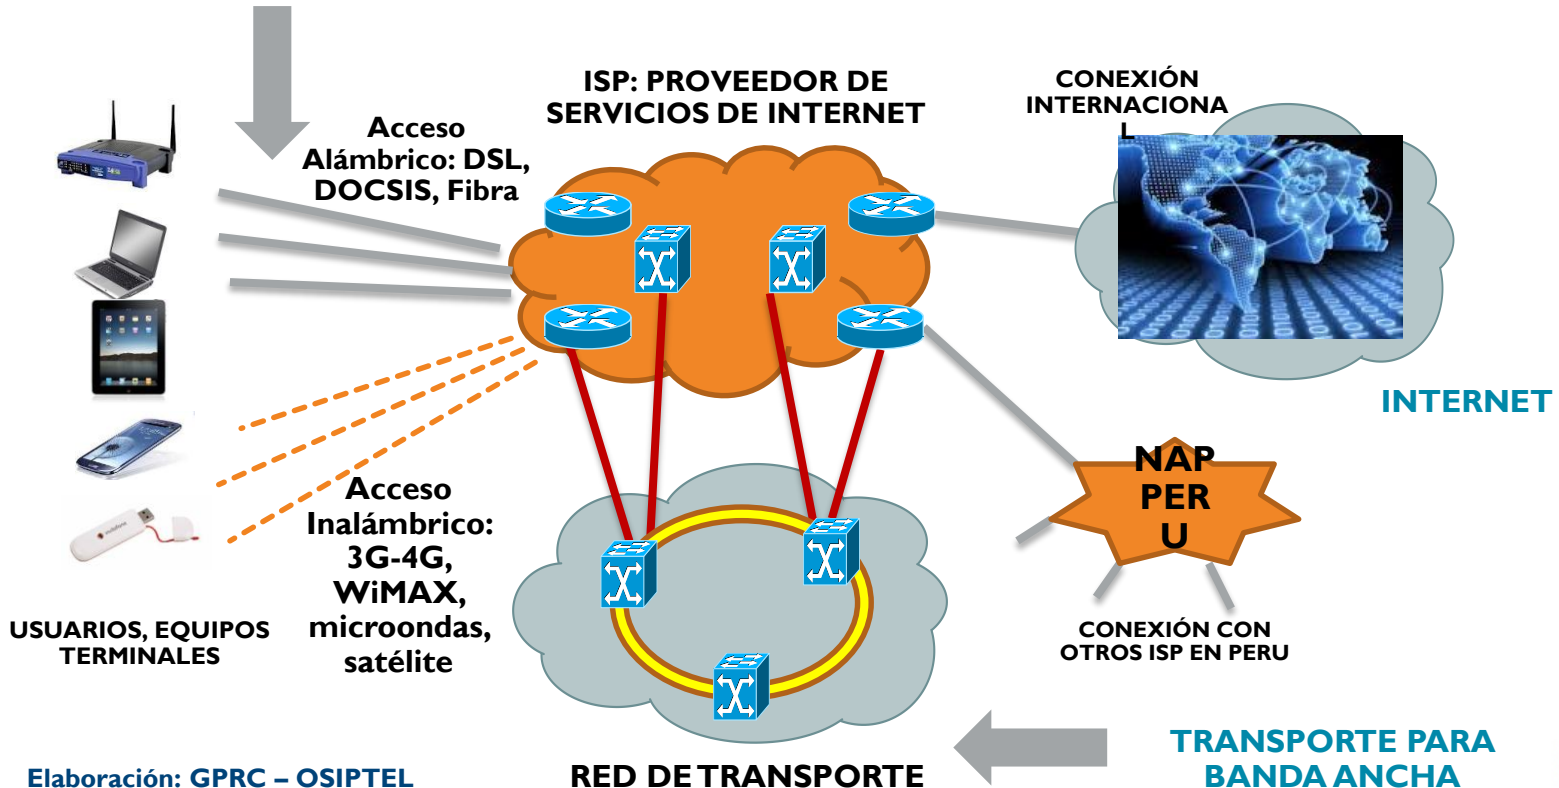 ISP: PROVEEDOR DE
SERVICIOS DE INTERNET
CONEXIÓN
INTERNACIONA
L
Acceso
Alámbrico: DSL,
DOCSIS, Fibra
INTERNET
NAP
PER
U
Acceso
Inalámbrico:
3G-4G,
WiMAX,
microondas,
satélite
USUARIOS, EQUIPOS
TERMINALES
CONEXIÓN CON
OTROS ISP EN PERU
TRANSPORTE PARA
BANDA ANCHA
RED DE TRANSPORTE
Elaboración: GPRC – OSIPTEL